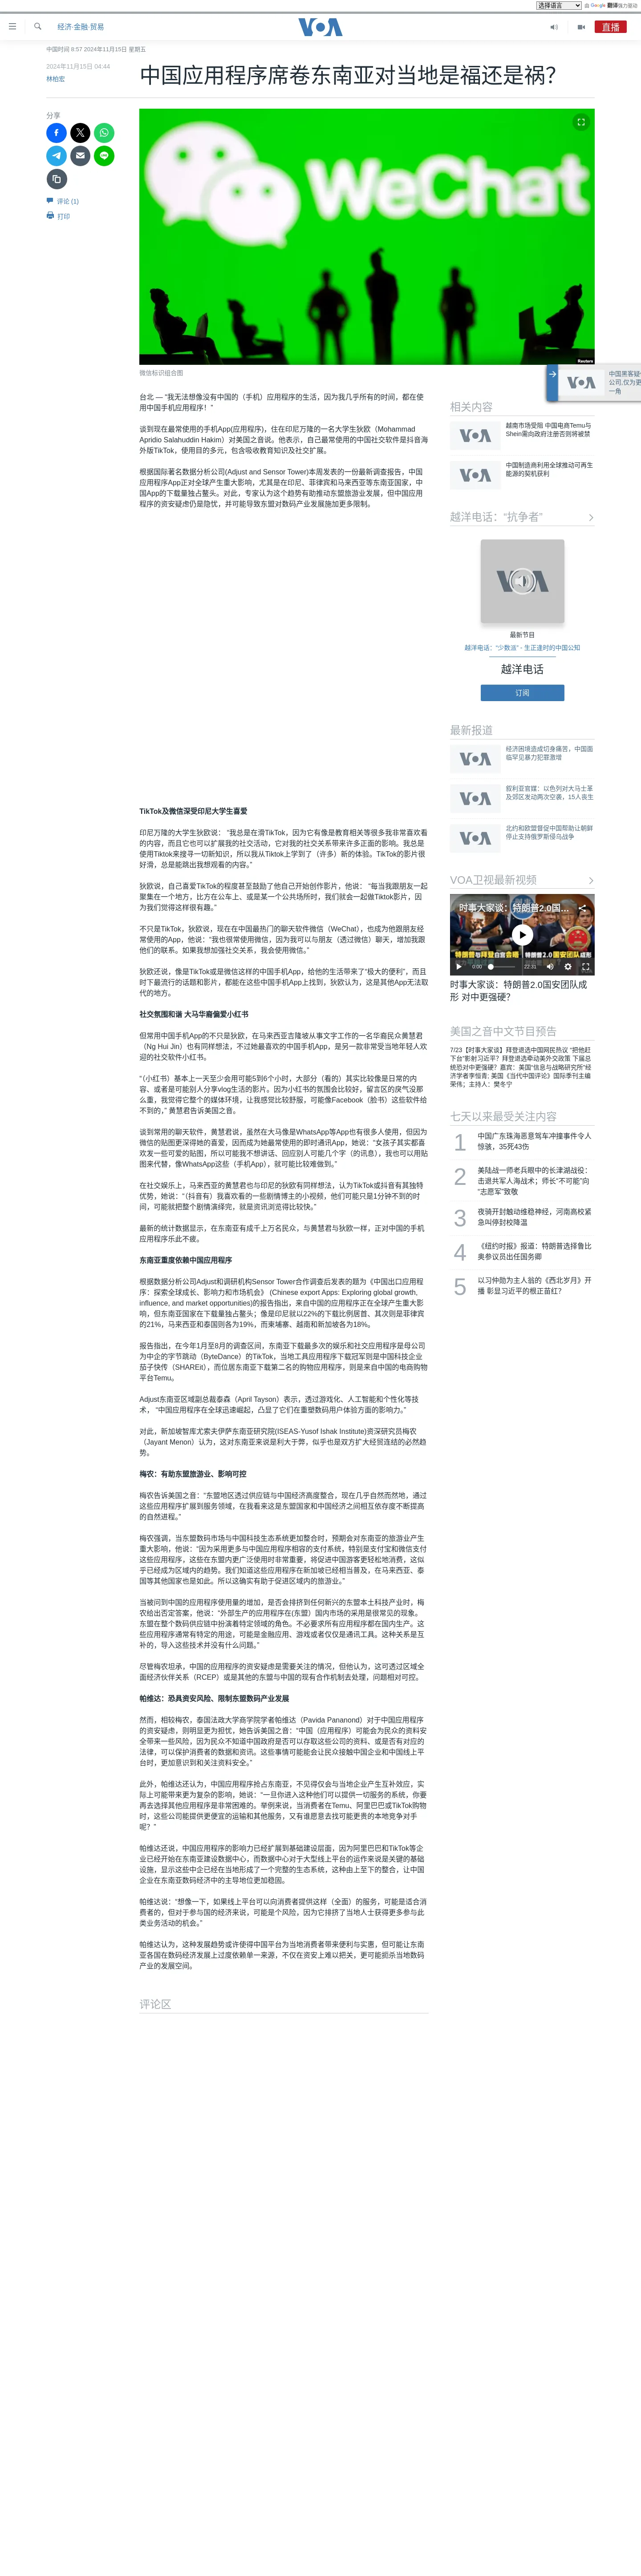 选择语言
由 Google 翻译强力驱动
经济·金融·贸易
VOA
直播
中国时间 8:57 2024年11月15日 星期五
2024年11月15日 04:44
林柏宏
中国应用程序席卷东南亚对当地是福还是祸？
分享
评论 (1)
打印
WeChat
Reuters
微信标识组合图
中国黑客疑
公司,仅为更
一角
台北 — “我无法想像没有中国的（手机）应用程序的生活，因为我几乎所有的时间，都在使
用中国手机应用程序！”
谈到现在最常使用的手机App(应用程序)，住在印尼万隆的一名大学生狄欧（Mohammad
Apridio Salahuddin Hakim）对美国之音说。他表示，自己最常使用的中国社交软件是抖音海
外版TikTok，使用目的多元，包含吸收教育知识及社交扩展。
根据国际著名数据分析公司(Adjust and Sensor Tower)本周发表的一份最新调查报告，中国
应用程序App正对全球产生重大影响，尤其是在印尼、菲律宾和马来西亚等东南亚国家，中
国App的下载量独占鳌头。对此，专家认为这个趋势有助推动东盟旅游业发展，但中国应用
程序的资安疑虑仍是隐忧，并可能导致东盟对数码产业发展施加更多限制。
TikTok及微信深受印尼大学生喜爱
印尼万隆的大学生狄欧说： “我总是在滑TikTok，因为它有像是教育相关等很多我非常喜欢看
的内容，而且它也可以扩展我的社交活动，它对我的社交关系带来许多正面的影响。我总是
使用Tiktok来搜寻一切新知识，所以我从Tiktok上学到了（许多）新的体验。TikTok的影片很
好滑，总是能跳出我想观看的内容。”
狄欧说，自己喜爱TikTok的程度甚至鼓励了他自己开始创作影片，他说： “每当我跟朋友一起
聚集在一个地方，比方在公车上、或是某一个公共场所时，我们就会一起做Tiktok影片，因
为我们觉得这样很有趣。”
不只是TikTok，狄欧说，现在在中国最热门的聊天软件微信（WeChat），也成为他跟朋友经
常使用的App，他说：“我也很常使用微信，因为我可以与朋友（透过微信）聊天，增加我跟
他们的联系。如果我想加强社交关系，我会使用微信。”
狄欧还说，像是TikTok或是微信这样的中国手机App，给他的生活带来了“极大的便利”，而且
时下最流行的话题和影片，都能在这些中国手机App上找到，狄欧认为，这是其他App无法取
代的地方。
社交氛围和谐 大马华裔偏爱小红书
但常用中国手机App的不只是狄欧，在马来西亚吉隆坡从事文字工作的一名华裔民众黄慧君
（Ng Hui Jin）也有同样想法，不过她最喜欢的中国手机App，是另一款非常受当地年轻人欢
迎的社交软件小红书。
“（小红书）基本上一天至少会用可能5到6个小时，大部分（看的）其实比较像是日常的内
容、或者是可能别人分享vlog生活的影片。因为小红书的氛围会比较好，留言区的戾气没那
么重，我觉得它整个的媒体环境，让我感觉比较舒服，可能像Facebook（脸书）这些软件给
不到的，” 黄慧君告诉美国之音。
谈到常用的聊天软件，黄慧君说，虽然在大马像是WhatsApp等App也有很多人使用，但因为
微信的贴图更深得她的喜爱，因而成为她最常使用的即时通讯App，她说：“女孩子其实都喜
欢发一些可爱的贴图，所以可能我不想讲话、回应别人可能几个字（的讯息），我也可以用贴
图来代替，像WhatsApp这些（手机App），就可能比较难做到。”
在社交娱乐上，马来西亚的黄慧君也与印尼的狄欧有同样想法，认为TikTok或抖音有其独特
优势，她说：“（抖音有）我喜欢看的一些剧情博主的小视频，他们可能只是1分钟不到的时
间，可能就把整个剧情演绎完，就是资讯浏览得比较快。”
最新的统计数据显示，在东南亚有成千上万名民众，与黄慧君与狄欧一样，正对中国的手机
应用程序乐此不疲。
东南亚重度依赖中国应用程序
根据数据分析公司Adjust和调研机构Sensor Tower合作调查后发表的题为《中国出口应用程
序：探索全球成长、影响力和市场机会》 (Chinese export Apps: Exploring global growth,
influence, and market opportunities)的报告指出，来自中国的应用程序正在全球产生重大影
响，但东南亚国家在下载量独占鳌头；像是印尼就以22%的下载比例居首、其次则是菲律宾
的21%，马来西亚和泰国则各为19%，而柬埔寨、越南和新加坡各为18%。
报告指出，在今年1月至8月的调查区间，东南亚下载最多次的娱乐和社交应用程序是母公司
为中企的字节跳动（ByteDance）的TikTok，当地工具应用程序下载冠军则是中国科技企业
茄子快传（SHAREit），而位居东南亚下载第二名的购物应用程序，则是来自中国的电商购物
平台Temu。
Adjust东南亚区域副总裁泰森（April Tayson）表示，透过游戏化、人工智能和个性化等技
术， “中国应用程序在全球迅速崛起，凸显了它们在重塑数码用户体验方面的影响力。”
对此，新加坡智库尤索夫伊萨东南亚研究院(ISEAS-Yusof Ishak Institute)资深研究员梅农
（Jayant Menon）认为，这对东南亚来说是利大于弊，似乎也是双方扩大经贸连结的必然趋
势。
梅农：有助东盟旅游业、影响可控
梅农告诉美国之音：“东盟地区透过供应链与中国经济高度整合，现在几乎自然而然地，通过
这些应用程序扩展到服务领域，在我看来这是东盟国家和中国经济之间相互依存度不断提高
的自然进程。”
梅农强调，当东盟数码市场与中国科技生态系统更加整合时，预期会对东南亚的旅游业产生
重大影响，他说：“因为采用更多与中国应用程序相容的支付系统，特别是支付宝和微信支付
这些应用程序，这些在东盟内更广泛使用时非常重要，将促进中国游客更轻松地消费，这似
乎已经成为区域内的趋势。我们知道这些应用程序在新加坡已经相当普及，在马来西亚、泰
国等其他国家也是如此。所以这确实有助于促进区域内的旅游业。”
当被问到中国的应用程序使用量的增加，是否会排挤到任何新兴的东盟本土科技产业时，梅
农给出否定答案，他说：“外部生产的应用程序在(东盟）国内市场的采用是很常见的现象。
东盟在整个数码供应链中扮演着特定领域的角色。不必要求所有应用程序都在国内生产。这
些应用程序通常有特定的用途，可能是金融应用、游戏或者仅仅是通讯工具。这种关系是互
补的，导入这些技术并没有什么问题。”
尽管梅农坦承，中国的应用程序的资安疑虑是需要关注的情况，但他认为，这可透过区域全
面经济伙伴关系（RCEP）或是其他的东盟与中国的现有合作机制去处理，问题相对可控。
帕维达：恐具资安风险、限制东盟数码产业发展
然而，相较梅农，泰国法政大学商学院学者帕维达（Pavida Pananond）对于中国应用程序
的资安疑虑，则明显更为担忧，她告诉美国之音：“中国（应用程序）可能会为民众的资料安
全带来一些风险，因为民众不知道中国政府是否可以存取这些公司的资料、或是否有对应的
法律，可以保护消费者的数据和资讯。这些事情可能能会让民众接触中国企业和中国线上平
台时，更加意识到和关注资料安全。”
此外，帕维达还认为，中国应用程序抢占东南亚，不见得仅会与当地企业产生互补效应，实
际上可能带来更为复杂的影响，她说：“一旦你进入这种他们可以提供一切服务的系统，你要
再去选择其他应用程序是非常困难的。举例来说，当消费者在Temu、阿里巴巴或TikTok购物
时，这些公司能提供更便宜的运输和其他服务，又有谁愿意去找可能更贵的本地竞争对手
呢？”
帕维达还说，中国应用程序的影响力已经扩展到基础建设层面，因为阿里巴巴和TikTok等企
业已经开始在东南亚建设数据中心，而数据中心对于大型线上平台的运作来说是关键的基础
设施，显示这些中企已经在当地形成了一个完整的生态系统，这种由上至下的整合，让中国
企业在东南亚数码经济中的主导地位更加稳固。
帕维达说：“想像一下，如果线上平台可以向消费者提供这样（全面）的服务，可能是适合消
费者的，但对于参与国的经济来说，可能是个风险，因为它排挤了当地人士获得更多参与此
类业务活动的机会。”
帕维达认为，这种发展趋势或许使得中国平台为当地消费者带来便利与实惠，但可能让东南
亚各国在数码经济发展上过度依赖单一来源，不仅在资安上难以把关，更可能扼杀当地数码
产业的发展空间。
评论区
相关内容
越南市场受阻 中国电商Temu与
Shein需向政府注册否则将被禁
中国制造商利用全球推动可再生
能源的契机获利
越洋电话：“抗争者”
最新节目
越洋电话：“少数派” - 生正逢时的中国公知
越洋电话
订阅
最新报道
经济困境造成切身痛苦，中国面
临罕见暴力犯罪激增
叙利亚官媒：以色列对大马士革
及郊区发动两次空袭，15人丧生
北约和欧盟督促中国帮助让朝鲜
停止支持俄罗斯侵乌战争
VOA卫视最新视频
时事大家谈：特朗普2.0国…
特朗普与拜登白宫会晤
特朗普2.0国安团队成形
0:00
22:31
时事大家谈：特朗普2.0国安团队成
形 对中更强硬？
美国之音中文节目预告
7/23【时事大家谈】拜登退选中国网民热议 “把他赶
下台”影射习近平？拜登退选牵动美外交政策 下届总
统恐对中更强硬？嘉宾：美国“信息与战略研究所”经
济学者李恒青; 美国《当代中国评论》国际季刊主编
荣伟；主持人：樊冬宁
七天以来最受关注内容
1
中国广东珠海恶意驾车冲撞事件令人
惊骇，35死43伤
2
美陆战一师老兵眼中的长津湖战役：
击退共军人海战术；师长“不可能”向
“志愿军”致敬
3
夜骑开封触动维稳神经，河南高校紧
急叫停封校降温
4
《纽约时报》报道：特朗普选择鲁比
奥参议员出任国务卿
5
以习仲勋为主人翁的《西北岁月》开
播 影显习近平的根正苗红？